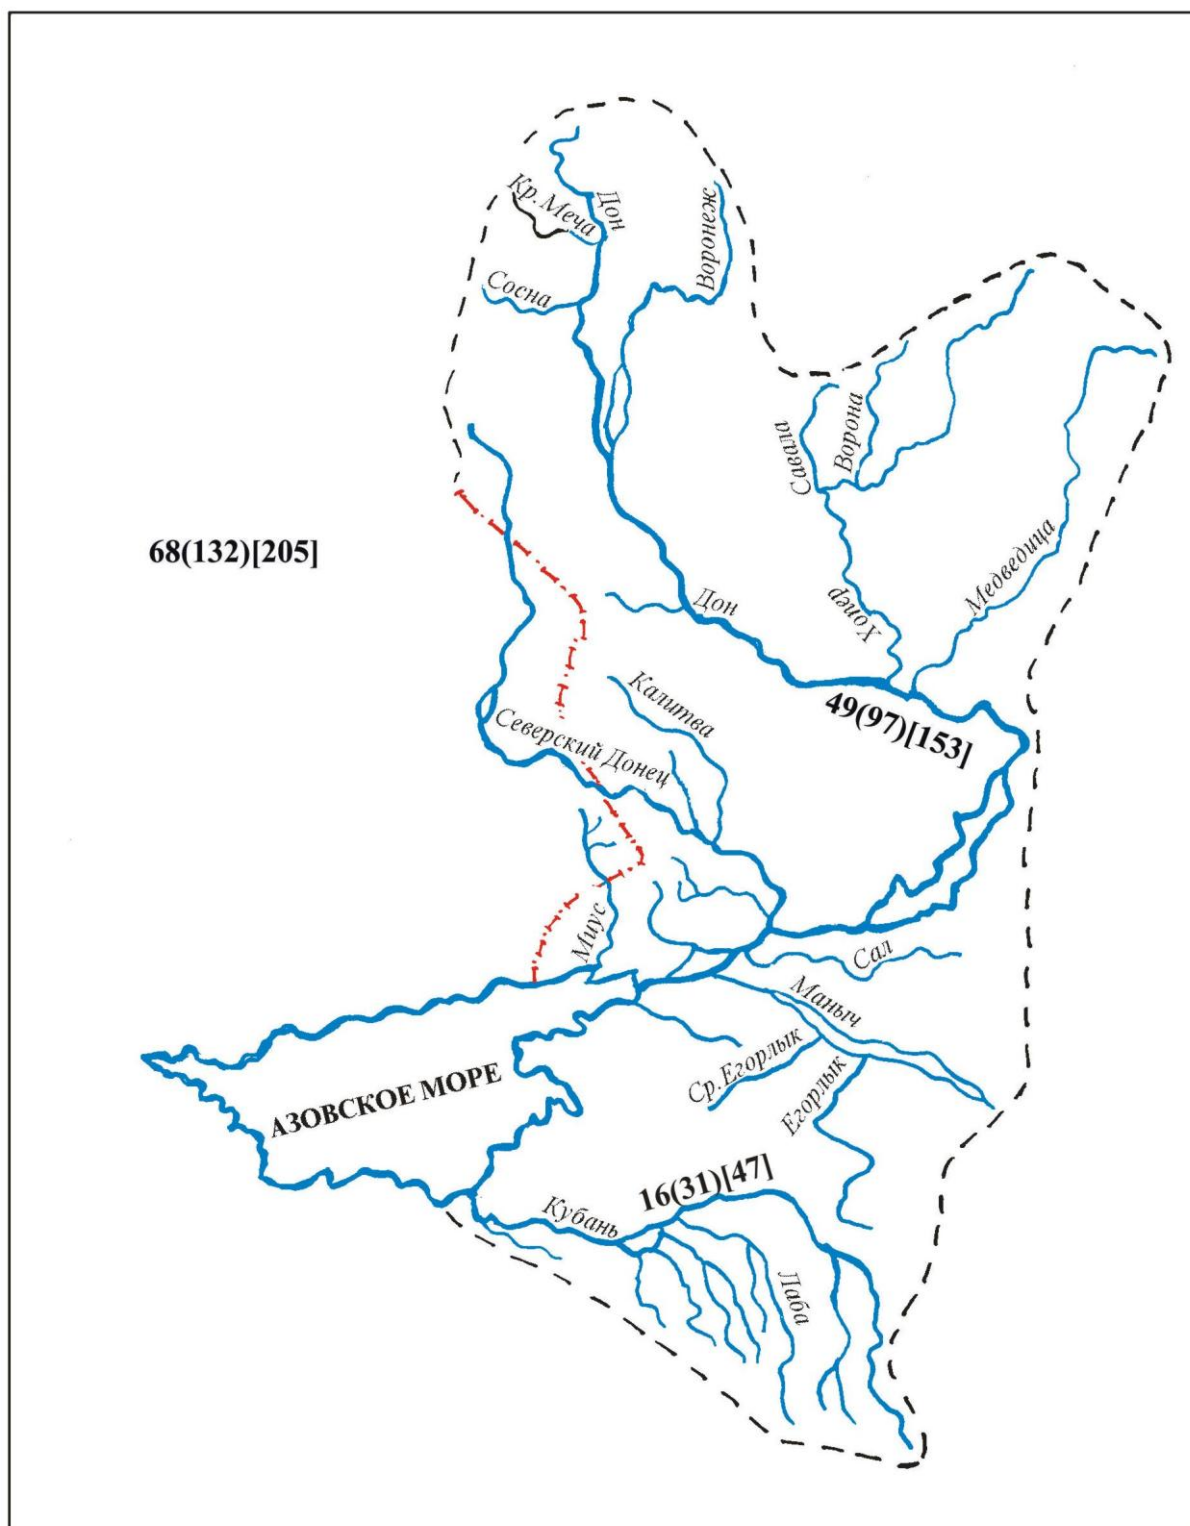 Кр. Меча
Дон
Воронеж
Сосна
Савала
Ворона
68(132)[205]
Медведица
Дон
Хопер
Калитва
49(97)[153]
Северский Донец
Миус
Сал
Маныч
Ср. Егорлык
Егорлык
АЗОВСКОЕ МОРЕ
16(31)[47]
Кубань
Лаба